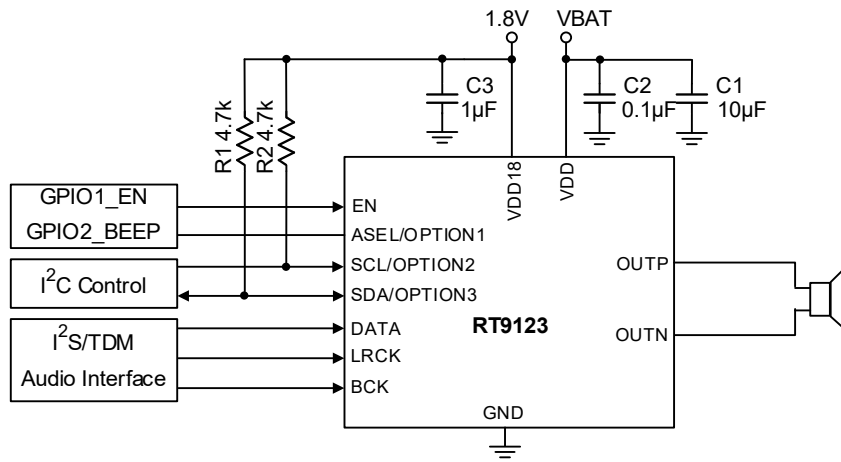 1.8V
VBAT
C3
1µF
C2
0.1µF
C1
10µF
R1 4.7k
R2 4.7k
VDD18
VDD
GPIO1_EN
GPIO2_BEEP
I²C Control
I²S/TDM
Audio Interface
EN
ASEL/OPTION1
SCL/OPTION2
SDA/OPTION3
DATA
LRCK
BCK
RT9123
OUTP
OUTN
GND